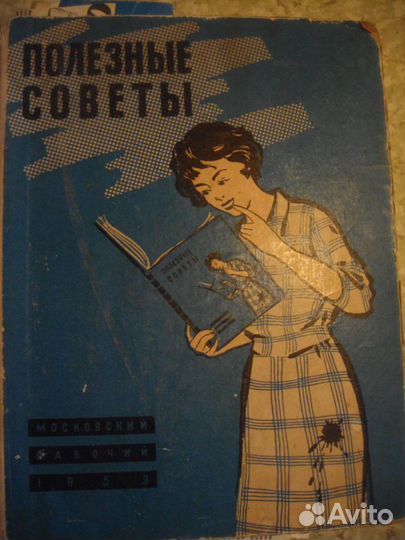 ПОЛЕЗНЫЕ
СОВЕТЫ
ПОЛЕЗНЫЕ
СОВЕТЫ
МОСКОВСКИЙ
РАБОЧИЙ
1959
Avito